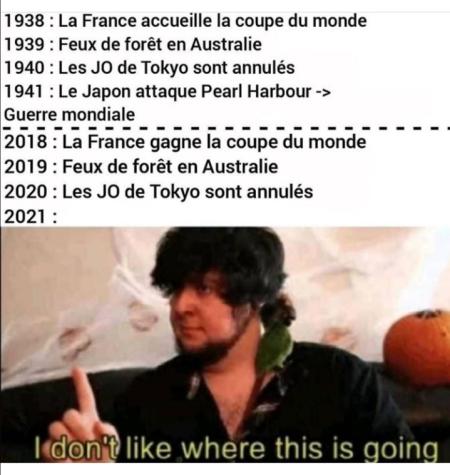 1938 : La France accueille la coupe du monde
1939 : Feux de forêt en Australie
1940 : Les JO de Tokyo sont annulés
1941 : Le Japon attaque Pearl Harbour ->
Guerre mondiale
2018 : La France gagne la coupe du monde
2019 : Feux de forêt en Australie
2020 : Les JO de Tokyo sont annulés
2021 :
I don't like where this is going